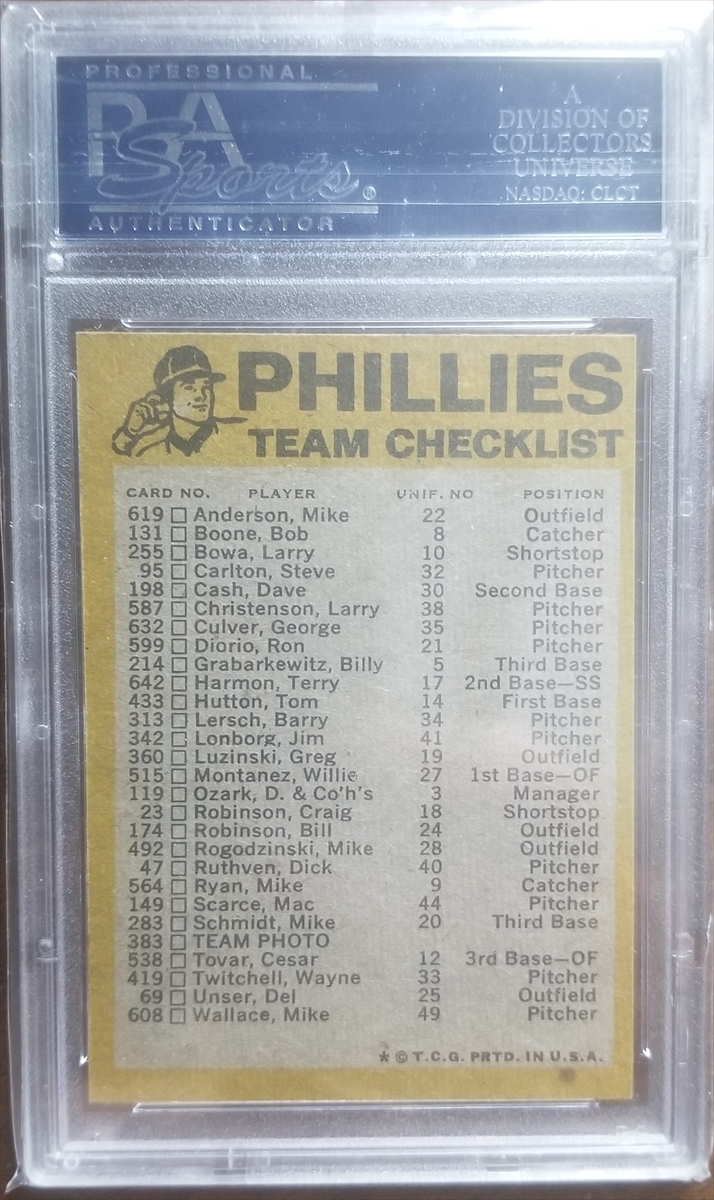 PROFESSIONAL
PSA
Sports®
AUTHENTICATOR
A
DIVISION OF
COLLECTORS
UNIVERSE
NASDAQ: CLCT
PHILLIES
TEAM CHECKLIST
CARD NO. PLAYER UNIF. NO POSITION
619 Anderson, Mike 22 Outfield
131 Boone, Bob 8 Catcher
255 Bowa, Larry 10 Shortstop
95 Carlton, Steve 32 Pitcher
198 Cash, Dave 30 Second Base
587 Christenson, Larry 38 Pitcher
632 Culver, George 35 Pitcher
599 Diorio, Ron 21 Pitcher
214 Grabarkewitz, Billy 5 Third Base
642 Harmon, Terry 17 2nd Base—SS
433 Hutton, Tom 14 First Base
313 Lersch, Barry 34 Pitcher
342 Lonborg, Jim 41 Pitcher
360 Luzinski, Greg 19 Outfield
515 Montanez, Willie 27 1st Base—OF
119 Ozark, D. & Co'h's 3 Manager
23 Robinson, Craig 18 Shortstop
174 Robinson, Bill 24 Outfield
492 Rogodzinski, Mike 28 Outfield
47 Ruthven, Dick 40 Pitcher
564 Ryan, Mike 9 Catcher
149 Scarce, Mac 44 Pitcher
283 Schmidt, Mike 20 Third Base
383 TEAM PHOTO
538 Tovar, Cesar 12 3rd Base—OF
419 Twitchell, Wayne 33 Pitcher
69 Unser, Del 25 Outfield
608 Wallace, Mike 49 Pitcher
* © T.C.G. PRTD. IN U.S.A.